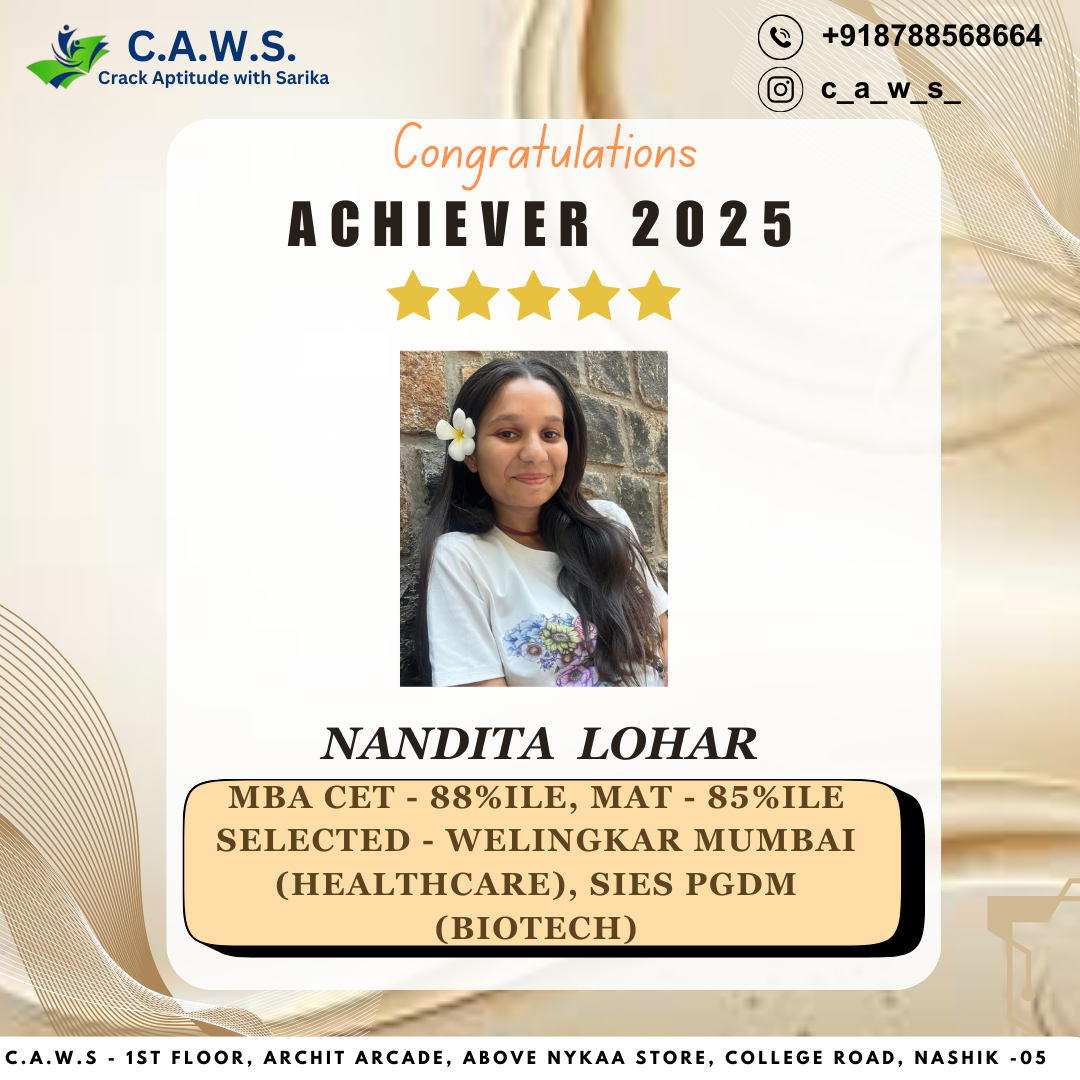 C.A.W.S.
Crack Aptitude with Sarika
+918788568664
c_a_w_s_
Congratulations
ACHIEVER 2025
NANDITA LOHAR
MBA CET - 88%ILE, MAT - 85%ILE
SELECTED - WELINGKAR MUMBAI
(HEALTHCARE), SIES PGDM
(BIOTECH)
C.A.W.S - 1ST FLOOR, ARCHIT ARCADE, ABOVE NYKAA STORE, COLLEGE ROAD, NASHIK -05